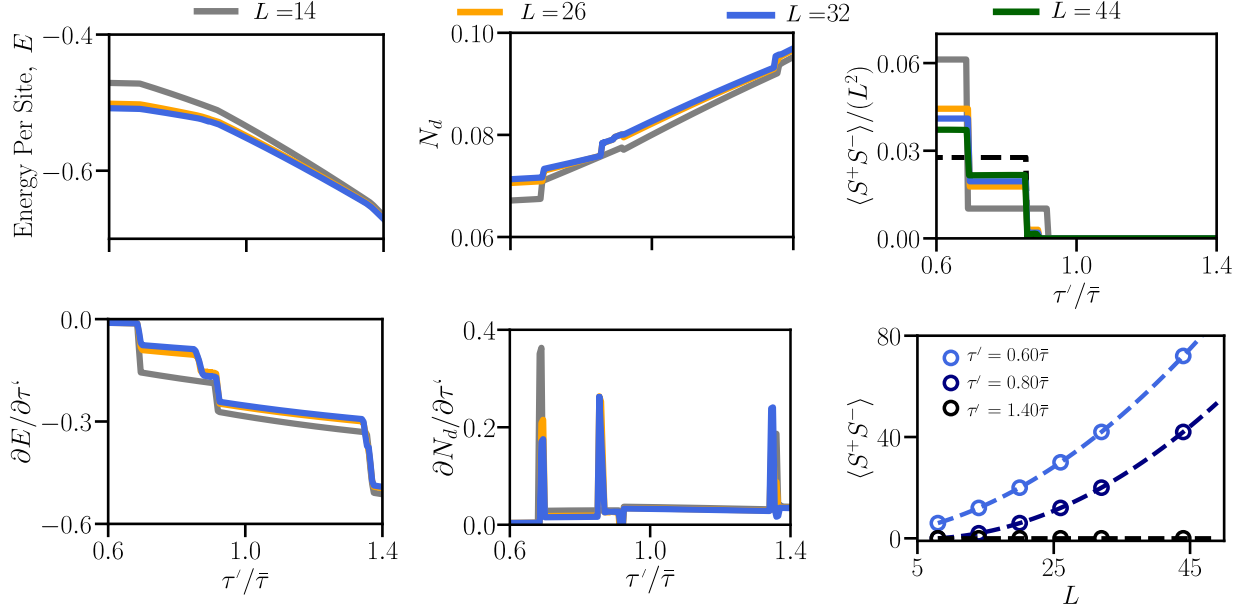 L = 14
L = 26
L = 32
L = 44
Energy Per Site, E
−0.4
−0.6
N_d
0.10
0.08
0.06
⟨S⁺S⁻⟩/(L²)
0.06
0.03
0.00
0.6 1.0 1.4
τ′/τ̄
∂E/∂τ‘
0.0
−0.3
−0.6
0.6 1.0 1.4
τ′/τ̄
∂N_d/∂τ‘
0.4
0.2
0.0
0.6 1.0 1.4
τ′/τ̄
⟨S⁺S⁻⟩
80
40
0
τ′ = 0.60τ̄
τ′ = 0.80τ̄
τ′ = 1.40τ̄
5 25 45
L